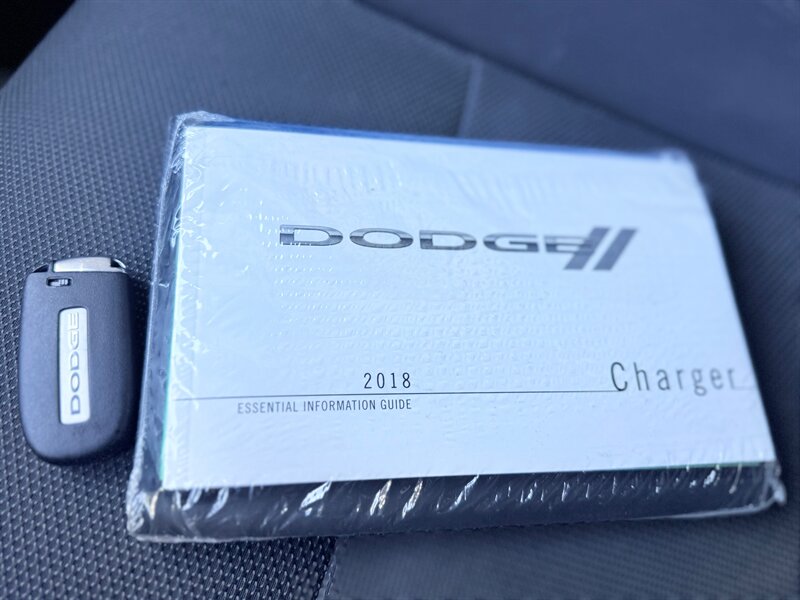 DODGE
2018
Charger
ESSENTIAL INFORMATION GUIDE
DODGE